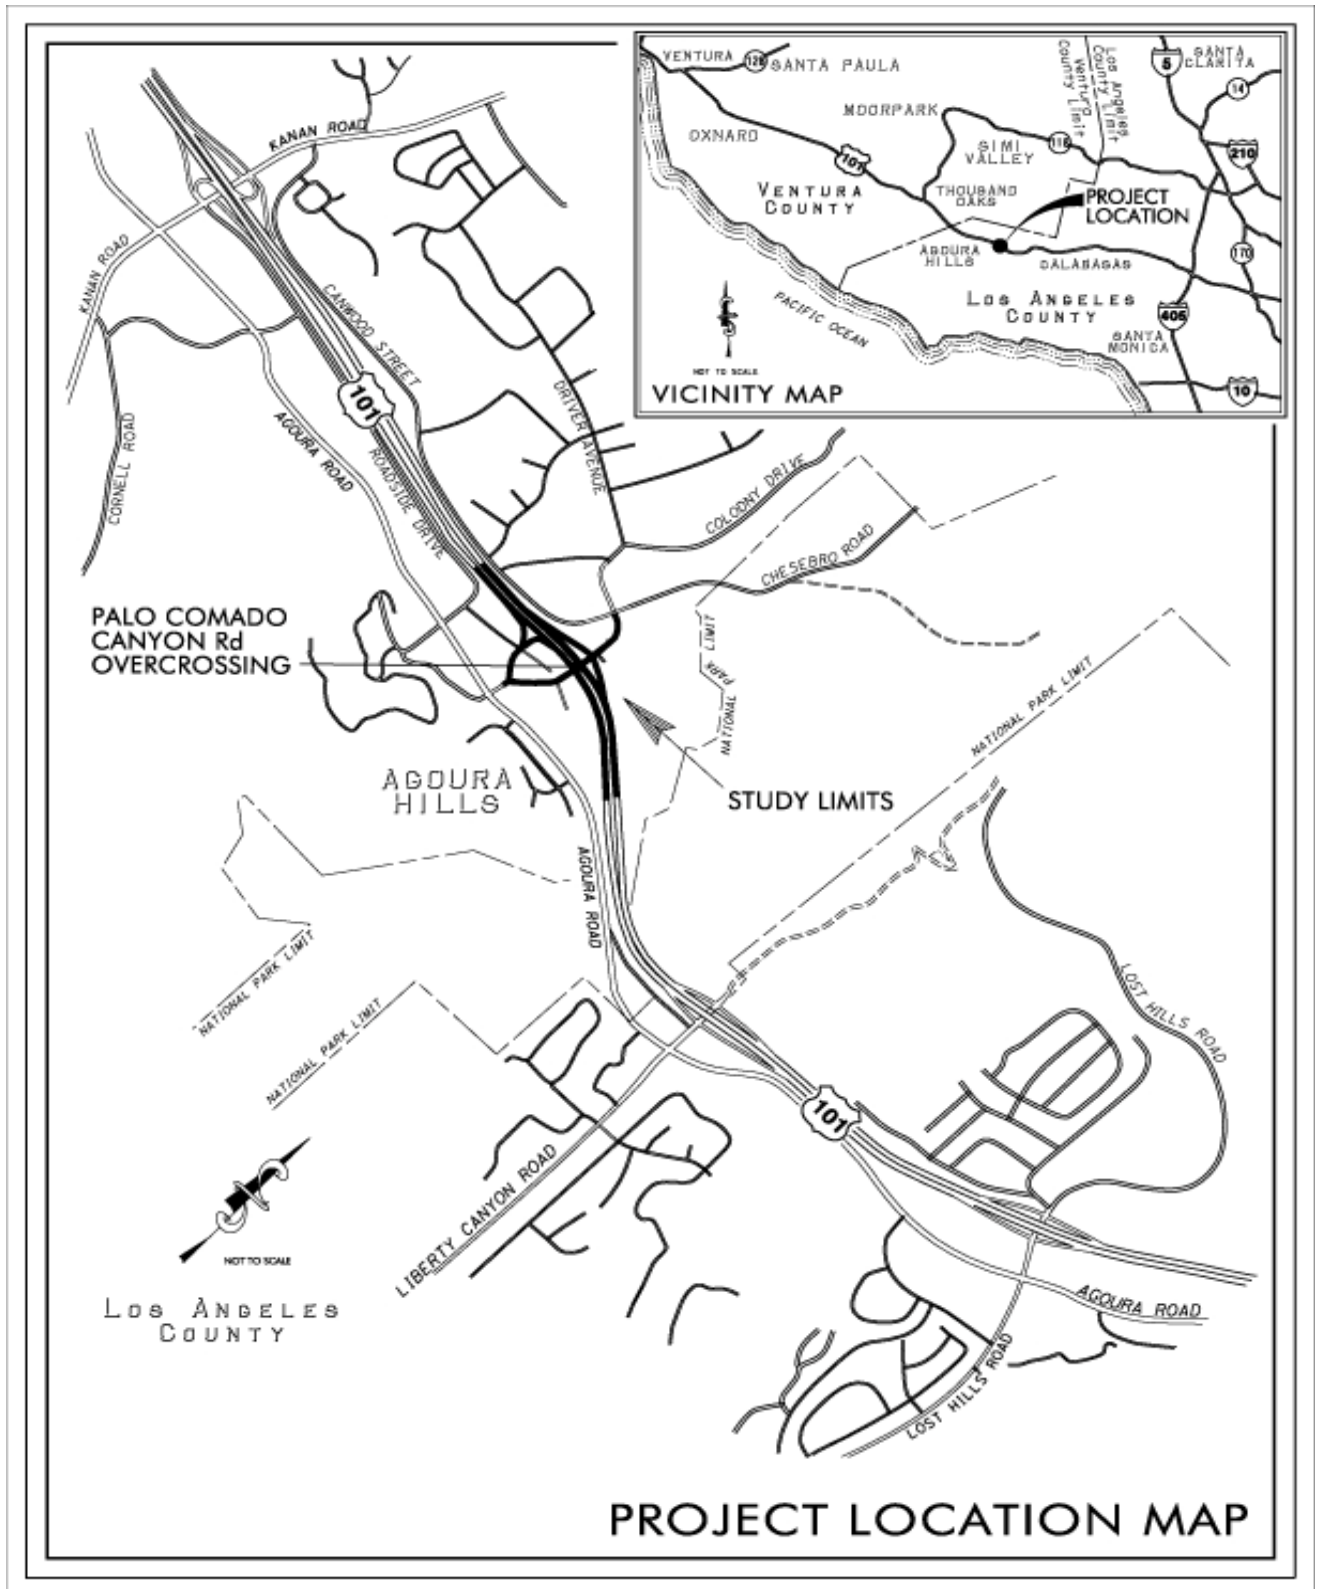 VENTURA
126
SANTA PAULA
5
SANTA
CLARITA
14
Los Angeles
County Limit
Ventura
County Limit
MOORPARK
OXNARD
101
SIMI
VALLEY
118
210
VENTURA
COUNTY
THOUSAND
OAKS
PROJECT
LOCATION
AGOURA
HILLS
CALABASAS
170
LOS ANGELES
COUNTY
405
PACIFIC OCEAN
SANTA
MONICA
NOT TO SCALE
10
VICINITY MAP
KANAN ROAD
KANAN ROAD
CANWOOD STREET
101
AGOURA ROAD
ROADSIDE DRIVE
CORNELL ROAD
DRIVER AVENUE
COLODNY DRIVE
CHESEBRO ROAD
PALO COMADO
CANYON Rd
OVERCROSSING
NATIONAL PARK LIMIT
NATIONAL PARK LIMIT
AGOURA
HILLS
STUDY LIMITS
AGOURA ROAD
NATIONAL PARK LIMIT
NATIONAL PARK LIMIT
LOST HILLS ROAD
101
LIBERTY CANYON ROAD
N
NOT TO SCALE
LOS ANGELES
COUNTY
AGOURA ROAD
LOST HILLS ROAD
PROJECT LOCATION MAP